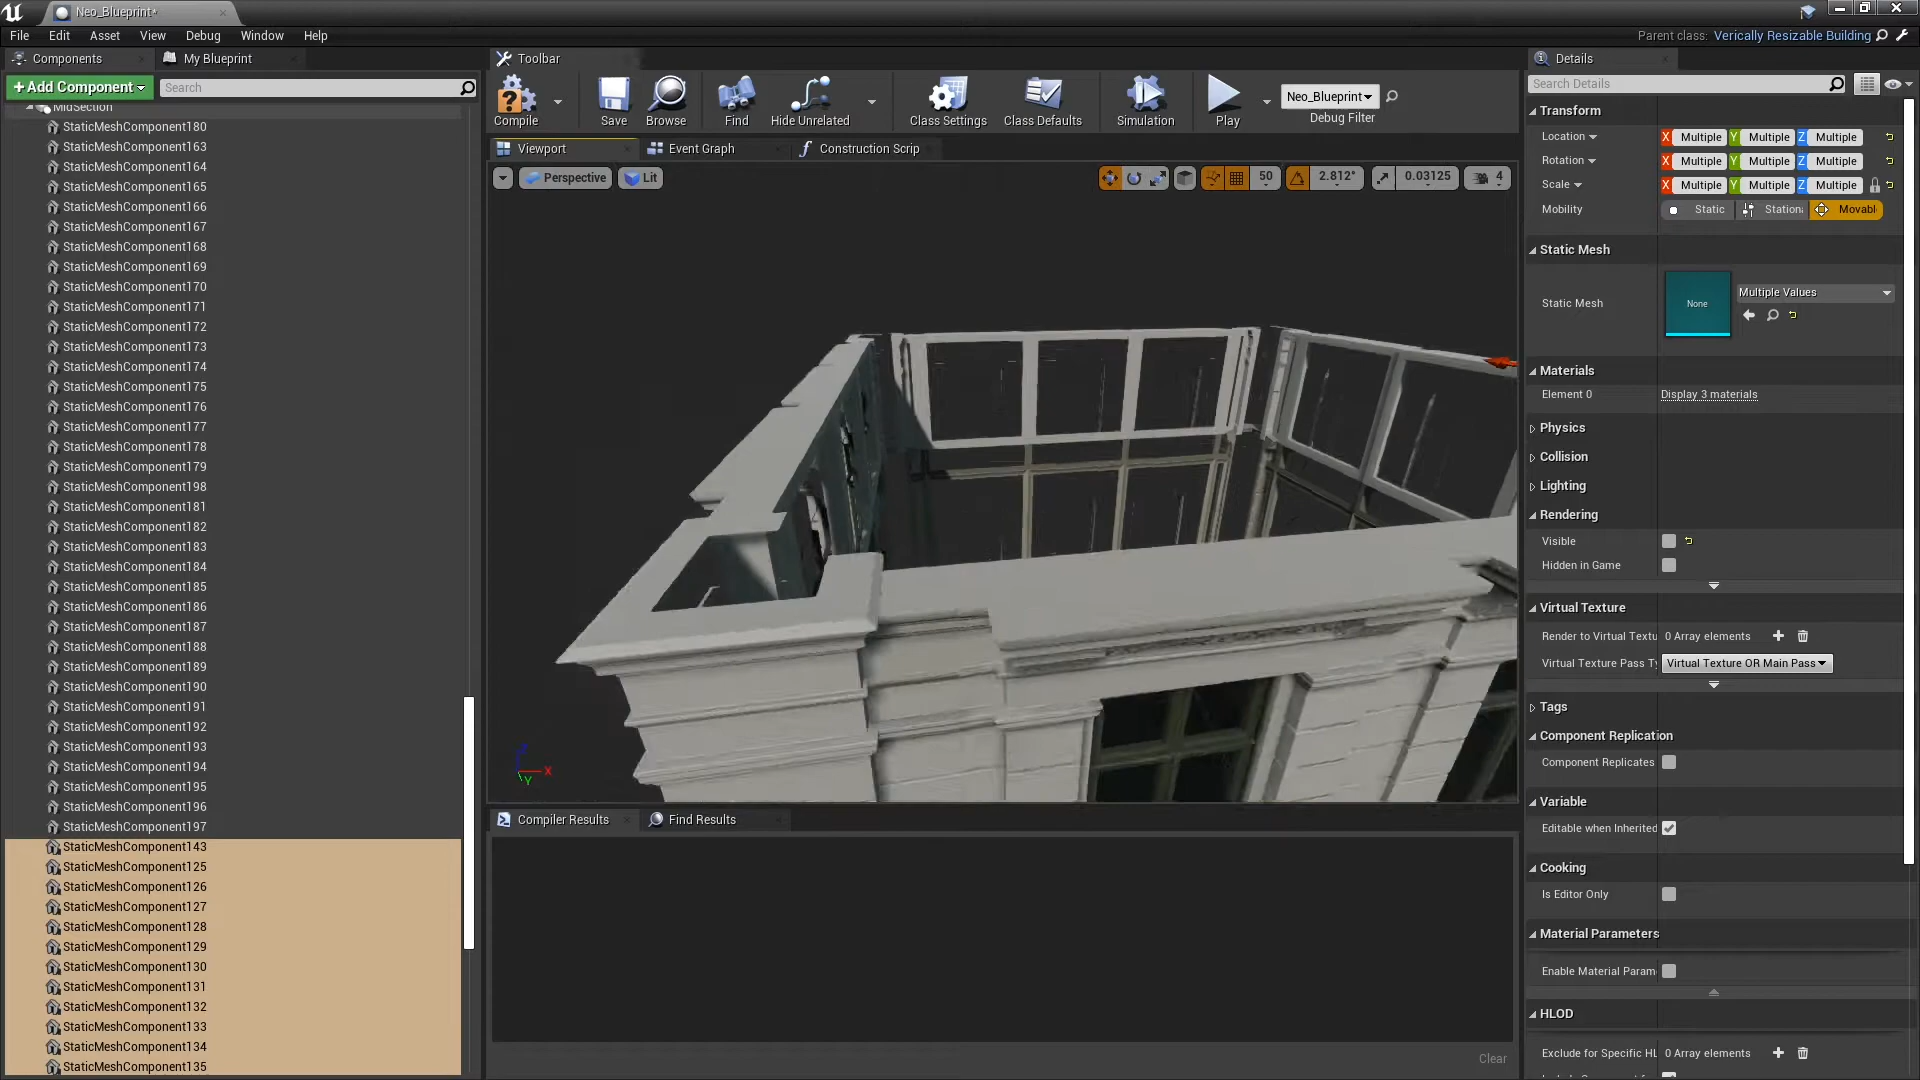 Neo_Blueprint*
File Edit Asset View Debug Window Help
Parent class: Verically Resizable Building
Components
My Blueprint
+Add Component
Search
MidSection
StaticMeshComponent180
StaticMeshComponent163
StaticMeshComponent164
StaticMeshComponent165
StaticMeshComponent166
StaticMeshComponent167
StaticMeshComponent168
StaticMeshComponent169
StaticMeshComponent170
StaticMeshComponent171
StaticMeshComponent172
StaticMeshComponent173
StaticMeshComponent174
StaticMeshComponent175
StaticMeshComponent176
StaticMeshComponent177
StaticMeshComponent178
StaticMeshComponent179
StaticMeshComponent198
StaticMeshComponent181
StaticMeshComponent182
StaticMeshComponent183
StaticMeshComponent184
StaticMeshComponent185
StaticMeshComponent186
StaticMeshComponent187
StaticMeshComponent188
StaticMeshComponent189
StaticMeshComponent190
StaticMeshComponent191
StaticMeshComponent192
StaticMeshComponent193
StaticMeshComponent194
StaticMeshComponent195
StaticMeshComponent196
StaticMeshComponent197
StaticMeshComponent143
StaticMeshComponent125
StaticMeshComponent126
StaticMeshComponent127
StaticMeshComponent128
StaticMeshComponent129
StaticMeshComponent130
StaticMeshComponent131
StaticMeshComponent132
StaticMeshComponent133
StaticMeshComponent134
StaticMeshComponent135
Toolbar
Compile Save Browse Find Hide Unrelated Class Settings Class Defaults Simulation Play
Neo_Blueprint
Debug Filter
Viewport Event Graph Construction Scrip
Perspective Lit
50 2.812° 0.03125 4
X
Y
Z
Compiler Results Find Results
Clear
Details
Search Details
Transform
Location X Multiple Y Multiple Z Multiple
Rotation X Multiple Y Multiple Z Multiple
Scale X Multiple Y Multiple Z Multiple
Mobility Static Station Movabl
Static Mesh
Static Mesh None Multiple Values
Materials
Element 0 Display 3 materials
Physics
Collision
Lighting
Rendering
Visible
Hidden in Game
Virtual Texture
Render to Virtual Textu 0 Array elements
Virtual Texture Pass Ty Virtual Texture OR Main Pass
Tags
Component Replication
Component Replicates
Variable
Editable when Inherited
Cooking
Is Editor Only
Material Parameters
Enable Material Param
HLOD
Exclude for Specific HL 0 Array elements